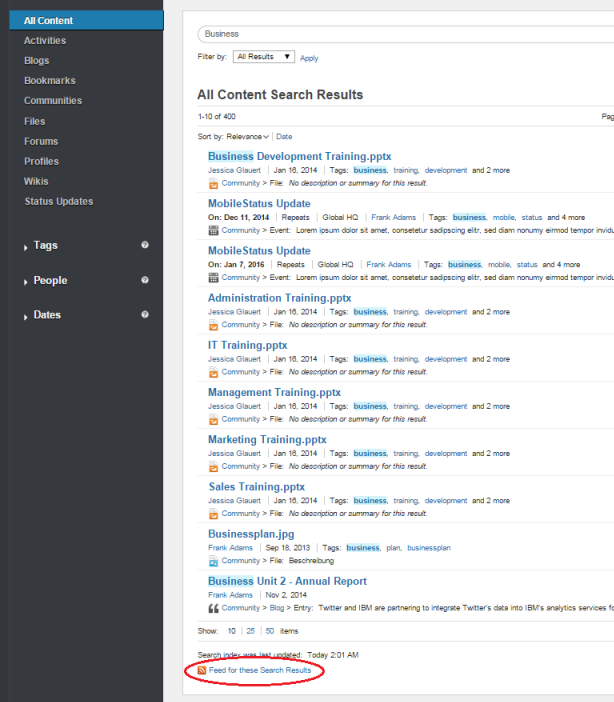 All Content
Activities
Blogs
Bookmarks
Communities
Files
Forums
Profiles
Wikis
Status Updates
Tags
People
Dates
Business
Filter by: All Results ▼ Apply
All Content Search Results
1-10 of 400 Pag
Sort by: Relevance | Date
Business Development Training.pptx
Jessica Glauert | Jan 16, 2014 | Tags: business, training, development and 2 more
Community > File: No description or summary for this result.
MobileStatus Update
On: Dec 11, 2014 | Repeats | Global HQ | Frank Adams | Tags: business, mobile, status and 4 more
Community > Event: Lorem ipsum dolor sit amet, consetetur sadipscing elitr, sed diam nonumy eirmod tempor invidu
MobileStatus Update
On: Jan 7, 2016 | Repeats | Global HQ | Frank Adams | Tags: business, mobile, status and 4 more
Community > Event: Lorem ipsum dolor sit amet, consetetur sadipscing elitr, sed diam nonumy eirmod tempor invidu
Administration Training.pptx
Jessica Glauert | Jan 16, 2014 | Tags: business, training, development and 2 more
Community > File: No description or summary for this result.
IT Training.pptx
Jessica Glauert | Jan 16, 2014 | Tags: business, training, development and 2 more
Community > File: No description or summary for this result.
Management Training.pptx
Jessica Glauert | Jan 16, 2014 | Tags: business, training, development and 2 more
Community > File: No description or summary for this result.
Marketing Training.pptx
Jessica Glauert | Jan 16, 2014 | Tags: business, training, development and 2 more
Community > File: No description or summary for this result.
Sales Training.pptx
Jessica Glauert | Jan 16, 2014 | Tags: business, training, development and 2 more
Community > File: No description or summary for this result.
Businessplan.jpg
Frank Adams | Sep 18, 2013 | Tags: business, plan, businessplan
Community > File: Beschreibung
Business Unit 2 - Annual Report
Frank Adams | Nov 2, 2014
Community > Blog > Entry: Twitter and IBM are partnering to integrate Twitter's data into IBM's analytics services fo
Show: 10 | 25 | 50 items
Search index was last updated: Today 2:01 AM
Feed for these Search Results